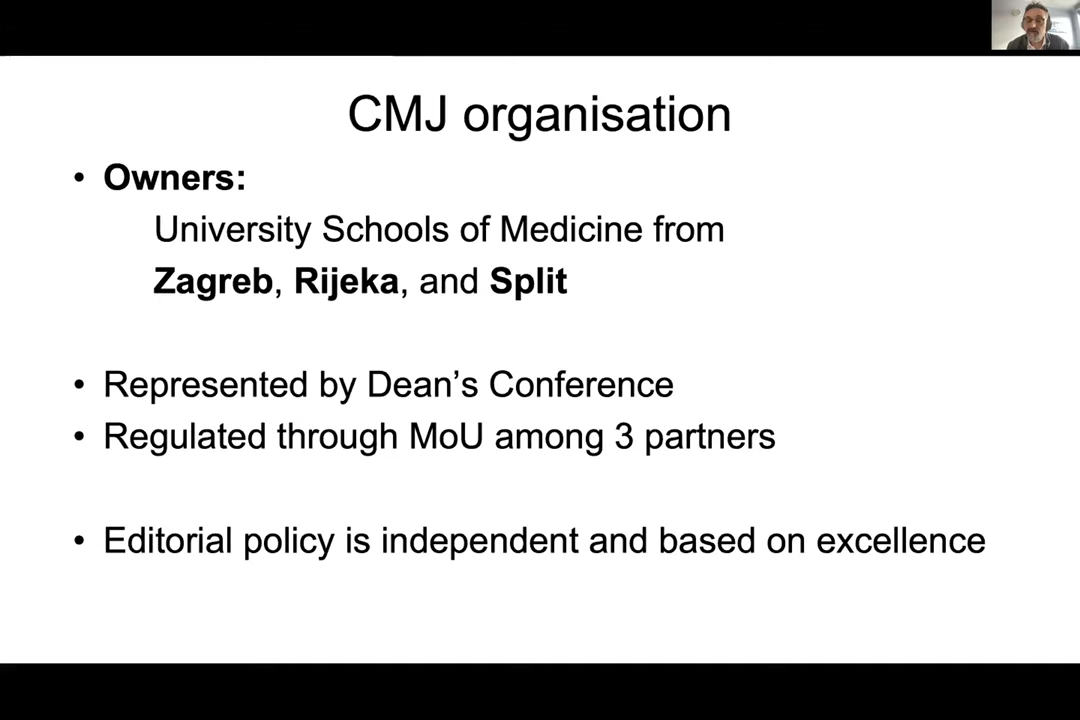 CMJ organisation
• Owners:
University Schools of Medicine from
Zagreb, Rijeka, and Split
• Represented by Dean’s Conference
• Regulated through MoU among 3 partners
• Editorial policy is independent and based on excellence